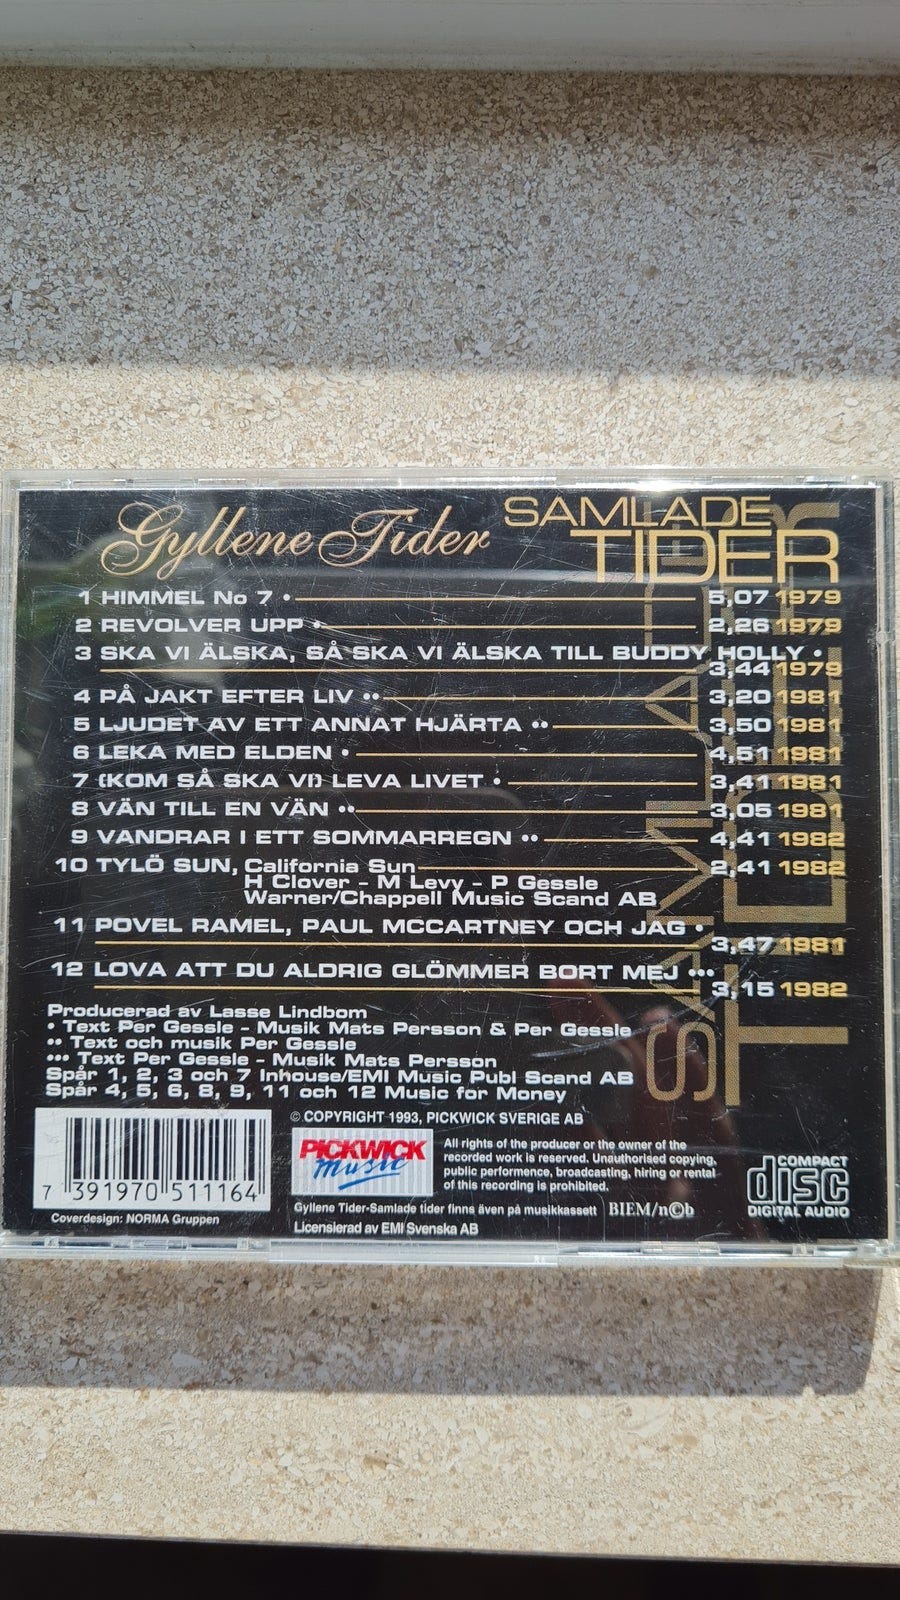 Gyllene Tider SAMLADE TIDER
1 HIMMEL No 7 • 5,07 1979
2 REVOLVER UPP • 2,26 1979
3 SKA VI ÄLSKA, SÅ SKA VI ÄLSKA TILL BUDDY HOLLY •
3,44 1979
4 PÅ JAKT EFTER LIV •• 3,20 1981
5 LJUDET AV ETT ANNAT HJÄRTA •• 3,50 1981
6 LEKA MED ELDEN • 4,51 1981
7 (KOM SÅ SKA VI) LEVA LIVET • 3,41 1981
8 VÄN TILL EN VÄN •• 3,05 1981
9 VANDRAR I ETT SOMMARREGN •• 4,41 1982
10 TYLÖ SUN, California Sun 2,41 1982
H Clover - M Levy - P Gessle
Warner/Chappell Music Scand AB
11 POVEL RAMEL, PAUL MCCARTNEY OCH JAG •
3,47 1981
12 LOVA ATT DU ALDRIG GLÖMMER BORT MEJ •••
3,15 1982
SAMLADE
TIDER
Producerad av Lasse Lindbom
• Text Per Gessle - Musik Mats Persson & Per Gessle
•• Text och musik Per Gessle
••• Text Per Gessle - Musik Mats Persson
Spår 1, 2, 3 och 7 Inhouse/EMI Music Publ Scand AB
Spår 4, 5, 6, 8, 9, 11 och 12 Music for Money
© COPYRIGHT 1993, PICKWICK SVERIGE AB
PICKWICK
music
All rights of the producer or the owner of the
recorded work is reserved. Unauthorised copying,
public performence, broadcasting, hiring or rental
of this recording is prohibited.
COMPACT
disc
DIGITAL AUDIO
7 391970 511164
Coverdesign: NORMA Gruppen
Gyllene Tider-Samlade tider finns även på musikkassett BIEM/n©b
Licensierad av EMI Svenska AB